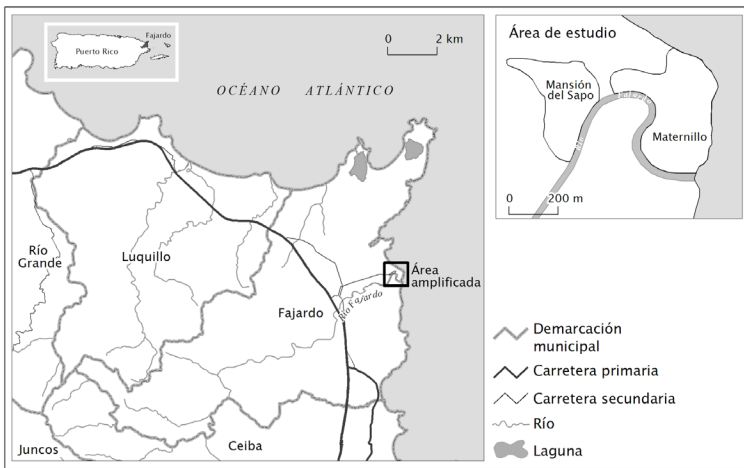 Fajardo
Puerto Rico
0 2 km
OCÉANO ATLÁNTICO
Río
Grande
Luquillo
Fajardo
Río Fajardo
Área
amplificada
Juncos
Ceiba
Área de estudio
Mansión
del Sapo
Maternillo
0 200 m
Demarcación
municipal
Carretera primaria
Carretera secundaria
Río
Laguna